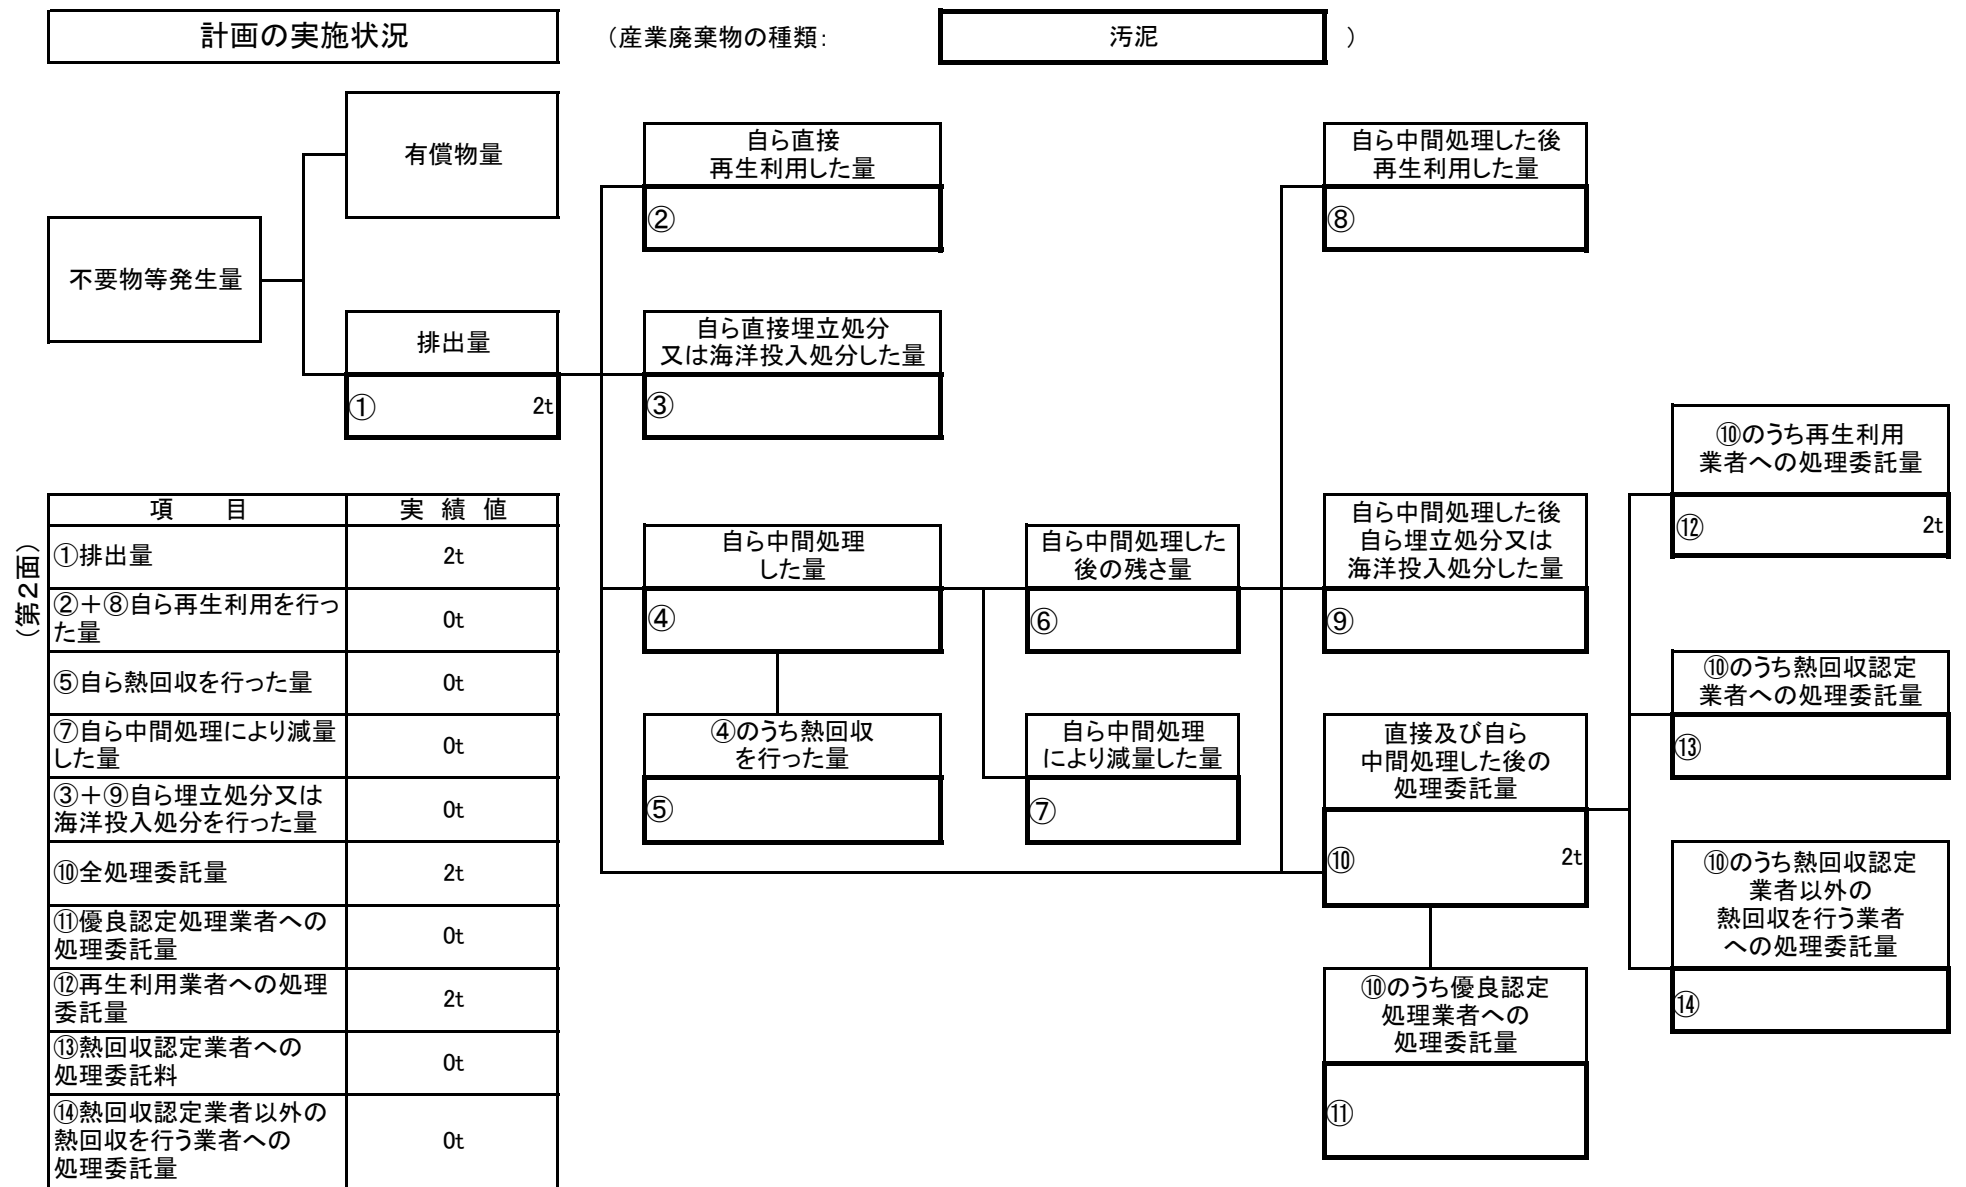 計画の実施状況
（産業廃棄物の種類：
汚泥
）
有償物量
不要物等発生量
排出量
① 2t
自ら直接
再生利用した量
②
自ら直接埋立処分
又は海洋投入処分した量
③
自ら中間処理
した量
④
④のうち熱回収
を行った量
⑤
自ら中間処理した
後の残さ量
⑥
自ら中間処理
により減量した量
⑦
自ら中間処理した後
再生利用した量
⑧
自ら中間処理した後
自ら埋立処分又は
海洋投入処分した量
⑨
直接及び自ら
中間処理した後の
処理委託量
⑩ 2t
⑩のうち優良認定
処理業者への
処理委託量
⑪
⑩のうち再生利用
業者への処理委託量
⑫ 2t
⑩のうち熱回収認定
業者への処理委託量
⑬
⑩のうち熱回収認定
業者以外の
熱回収を行う業者
への処理委託量
⑭
（第２面）
項　目 実 績 値
①排出量 2t
②＋⑧自ら再生利用を行っ
た量 0t
⑤自ら熱回収を行った量 0t
⑦自ら中間処理により減量
した量 0t
③＋⑨自ら埋立処分又は
海洋投入処分を行った量 0t
⑩全処理委託量 2t
⑪優良認定処理業者への
処理委託量 0t
⑫再生利用業者への処理
委託量 2t
⑬熱回収認定業者への
処理委託料 0t
⑭熱回収認定業者以外の
熱回収を行う業者への
処理委託量 0t